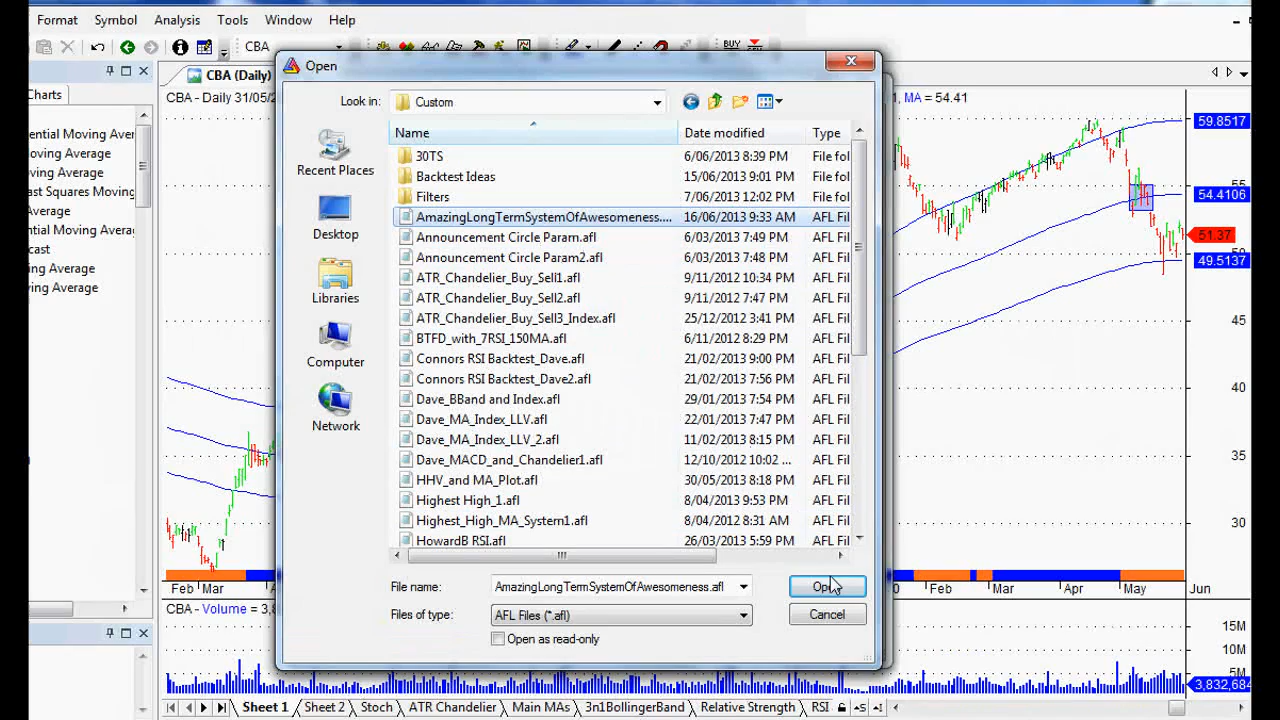 Format Symbol Analysis Tools Window Help
CBA
BUY
Open
CBA (Daily)
Charts
CBA - Daily 31/05
1, MA = 54.41
Look in: Custom
Name Date modified Type
ential Moving Aver
oving Average
ast Squares Moving
Average
ential Moving Aver
ing Average
ving Average
Recent Places
Desktop
Libraries
Computer
Network
30TS 6/06/2013 8:39 PM File fol
Backtest Ideas 15/06/2013 9:01 PM File fol
Filters 7/06/2013 12:02 PM File fol
AmazingLongTermSystemOfAwesomeness.... 16/06/2013 9:33 AM AFL Fil
Announcement Circle Param.afl 6/03/2013 7:49 PM AFL Fil
Announcement Circle Param2.afl 6/03/2013 7:48 PM AFL Fil
ATR_Chandelier_Buy_Sell1.afl 9/11/2012 10:34 PM AFL Fil
ATR_Chandelier_Buy_Sell2.afl 9/11/2012 7:47 PM AFL Fil
ATR_Chandelier_Buy_Sell3_Index.afl 25/12/2012 3:41 PM AFL Fil
BTFD_with_7RSI_150MA.afl 6/11/2012 8:29 PM AFL Fil
Connors RSI Backtest_Dave.afl 21/02/2013 9:00 PM AFL Fil
Connors RSI Backtest_Dave2.afl 21/02/2013 7:56 PM AFL Fil
Dave_BBand and Index.afl 29/01/2013 7:54 PM AFL Fil
Dave_MA_Index_LLV.afl 22/01/2013 7:47 PM AFL Fil
Dave_MA_Index_LLV_2.afl 11/02/2013 8:15 PM AFL Fil
Dave_MACD_and_Chandelier1.afl 12/10/2012 10:02 ... AFL Fil
HHV and MA_Plot.afl 30/05/2013 8:18 PM AFL Fil
Highest High_1.afl 8/04/2013 9:53 PM AFL Fil
Highest_High_MA_System1.afl 8/04/2012 8:31 AM AFL Fil
HowardB RSI.afl 26/03/2013 5:59 PM AFL Fil
File name: AmazingLongTermSystemOfAwesomeness.afl
Files of type: AFL Files (*.afl) Cancel
Open as read-only
59.8517
55
54.4106
51.37
50
49.5137
45
40
35
30
Feb Mar
Feb Mar Apr May Jun
CBA - Volume = 3,8
15M
10M
5M
3,832,684
Sheet 1 Sheet 2 Stoch ATR Chandelier Main MAs 3n1BollingerBand Relative Strength RSI